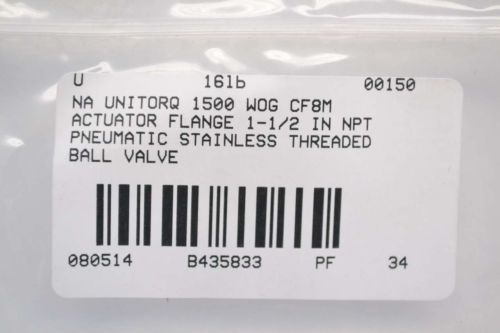 U 16lb 00150
NA UNITORQ 1500 WOG CF8M
ACTUATOR FLANGE 1-1/2 IN NPT
PNEUMATIC STAINLESS THREADED
BALL VALVE
080514 B435833 PF 34